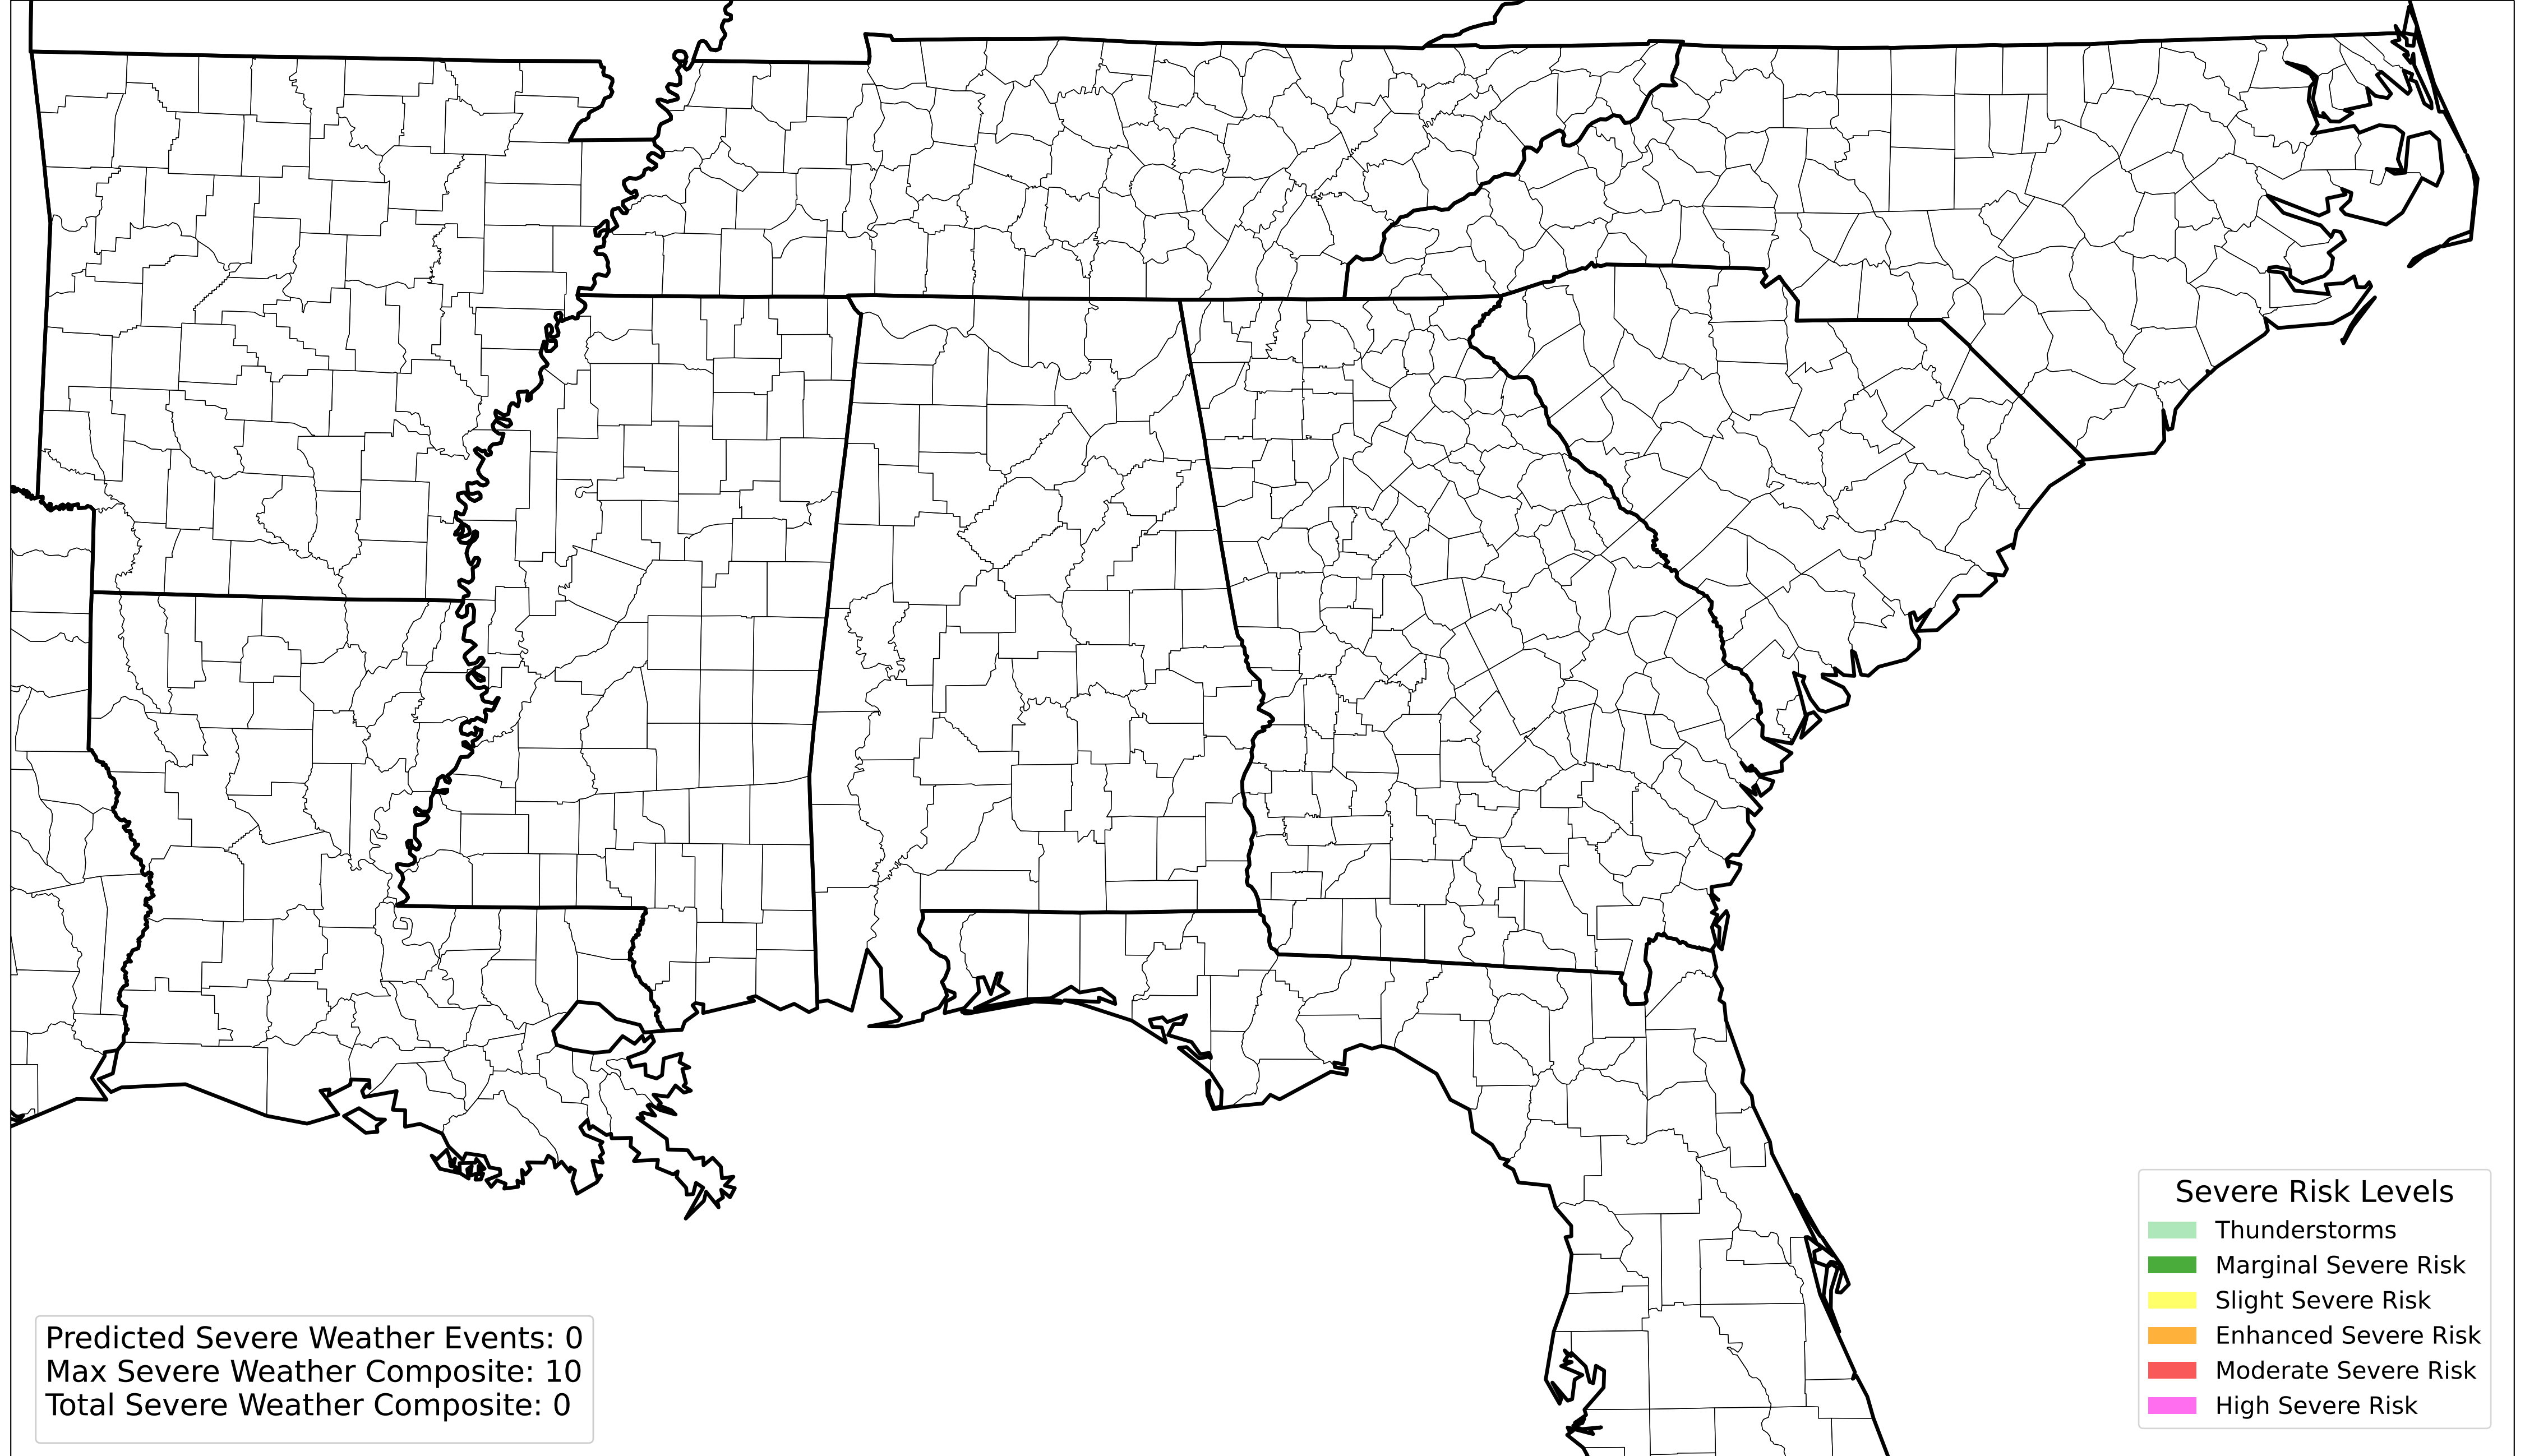 Severe Risk Levels
Thunderstorms
Marginal Severe Risk
Slight Severe Risk
Enhanced Severe Risk
Moderate Severe Risk
High Severe Risk
Predicted Severe Weather Events: 0
Max Severe Weather Composite: 10
Total Severe Weather Composite: 0